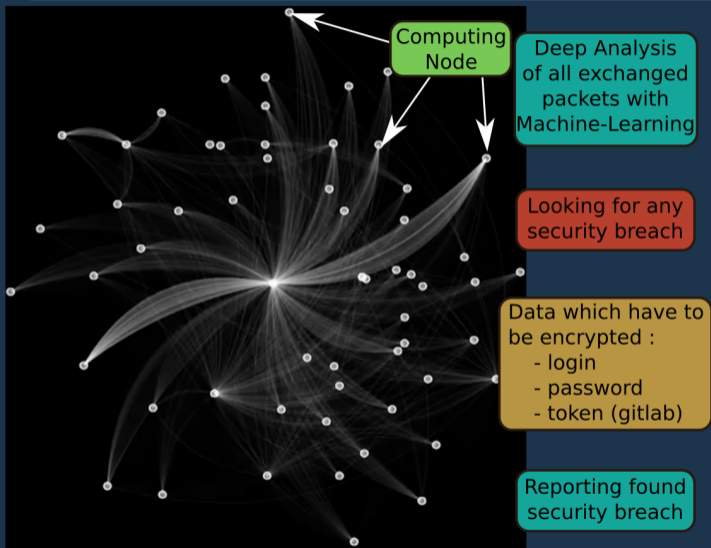 Computing
Node
Deep Analysis
of all exchanged
packets with
Machine-Learning
Looking for any
security breach
Data which have to
be encrypted :
- login
- password
- token (gitlab)
Reporting found
security breach